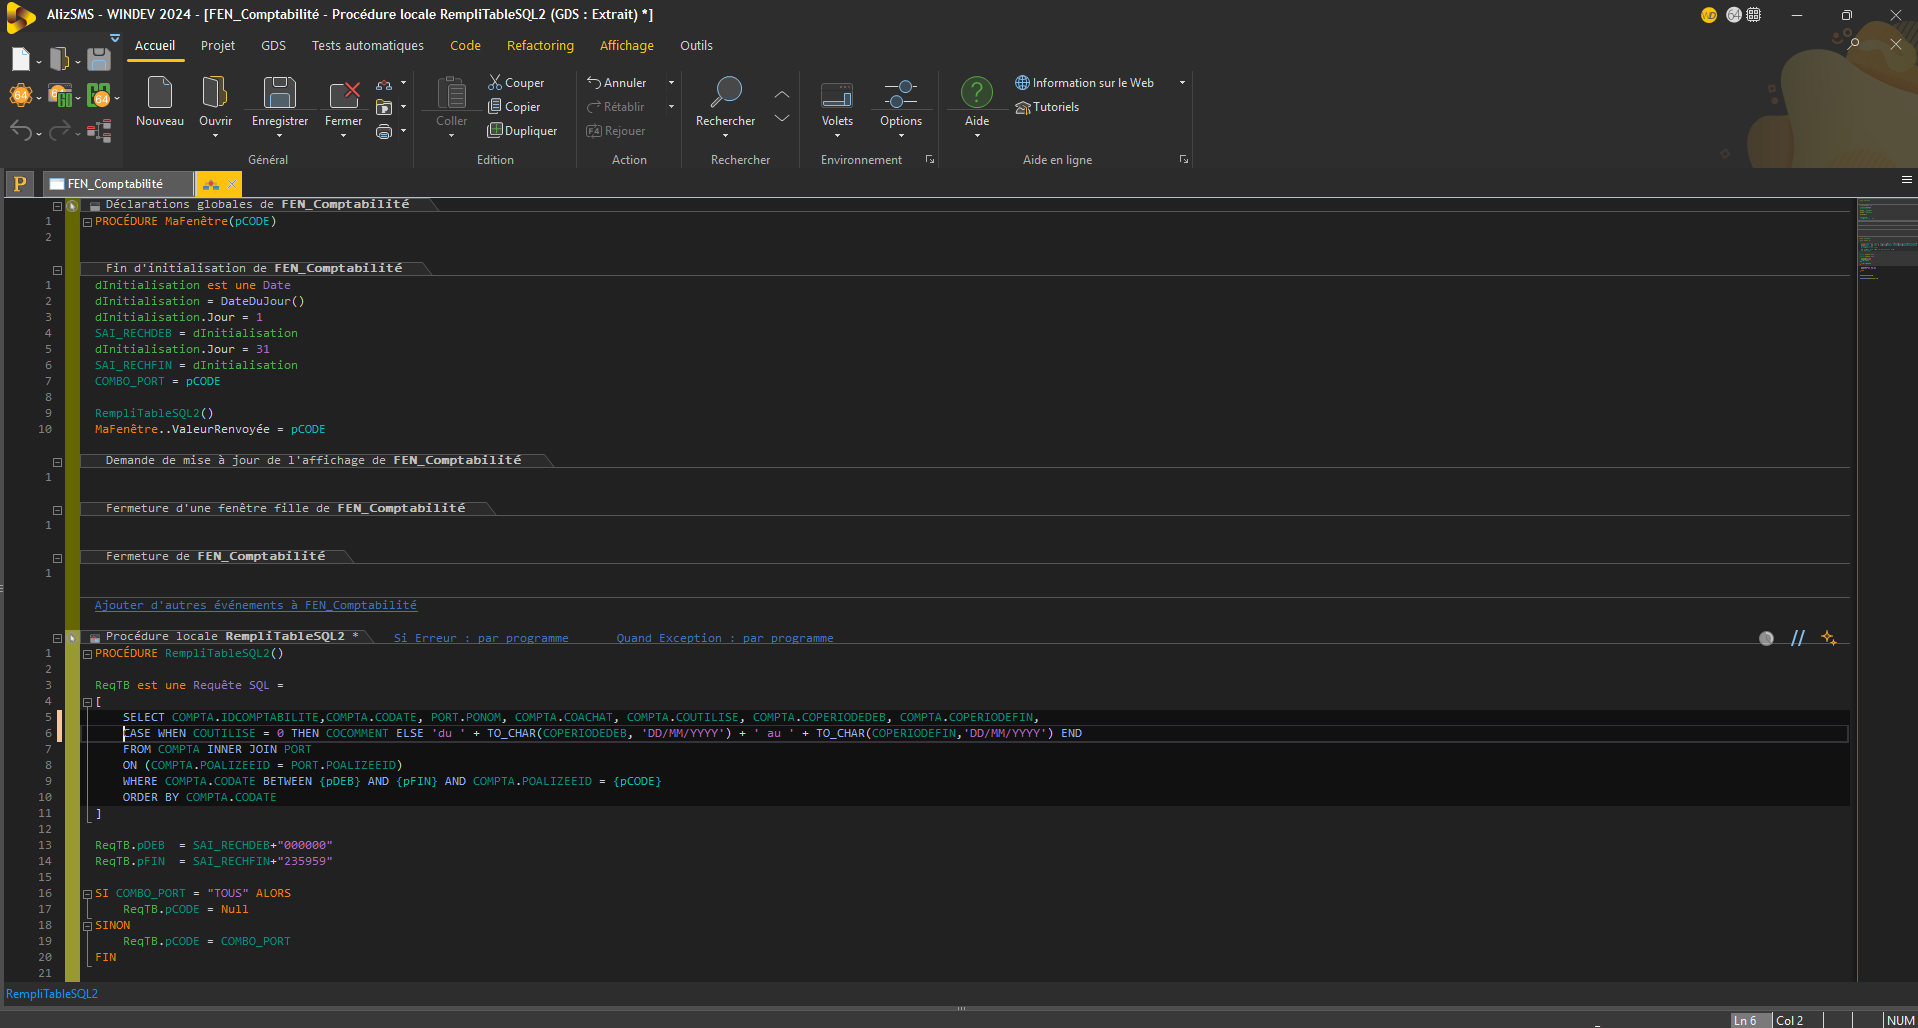 AlizSMS - WINDEV 2024 - [FEN_Comptabilité - Procédure locale RempliTableSQL2 (GDS : Extrait) *]
WD 64
Accueil Projet GDS Tests automatiques Code Refactoring Affichage Outils
Nouveau Ouvrir Enregistrer Fermer
Général
Coller Couper Copier Dupliquer
Edition
Annuler Rétablir F4 Rejouer
Action
Rechercher
Rechercher
Volets Options
Environnement
Aide Information sur le Web Tutoriels
Aide en ligne
64 GO 64
P FEN_Comptabilité
Déclarations globales de FEN_Comptabilité
1 PROCÉDURE MaFenêtre(pCODE)
2
Fin d'initialisation de FEN_Comptabilité
1 dInitialisation est une Date
2 dInitialisation = DateDuJour()
3 dInitialisation.Jour = 1
4 SAI_RECHDEB = dInitialisation
5 dInitialisation.Jour = 31
6 SAI_RECHFIN = dInitialisation
7 COMBO_PORT = pCODE
8
9 RempliTableSQL2()
10 MaFenêtre..ValeurRenvoyée = pCODE
Demande de mise à jour de l'affichage de FEN_Comptabilité
1
Fermeture d'une fenêtre fille de FEN_Comptabilité
1
Fermeture de FEN_Comptabilité
1
Ajouter d'autres événements à FEN_Comptabilité
Procédure locale RempliTableSQL2 * Si Erreur : par programme Quand Exception : par programme //
1 PROCÉDURE RempliTableSQL2()
2
3 ReqTB est une Requête SQL =
4 [
5 SELECT COMPTA.IDCOMPTABILITE,COMPTA.CODATE, PORT.PONOM, COMPTA.COACHAT, COMPTA.COUTILISE, COMPTA.COPERIODEDEB, COMPTA.COPERIODEFIN,
6 CASE WHEN COUTILISE = 0 THEN COCOMMENT ELSE 'du ' + TO_CHAR(COPERIODEDEB, 'DD/MM/YYYY') + ' au ' + TO_CHAR(COPERIODEFIN,'DD/MM/YYYY') END
7 FROM COMPTA INNER JOIN PORT
8 ON (COMPTA.POALIZEEID = PORT.POALIZEEID)
9 WHERE COMPTA.CODATE BETWEEN {pDEB} AND {pFIN} AND COMPTA.POALIZEEID = {pCODE}
10 ORDER BY COMPTA.CODATE
11 ]
12
13 ReqTB.pDEB = SAI_RECHDEB+"000000"
14 ReqTB.pFIN = SAI_RECHFIN+"235959"
15
16 SI COMBO_PORT = "TOUS" ALORS
17 ReqTB.pCODE = Null
18 SINON
19 ReqTB.pCODE = COMBO_PORT
20 FIN
21
RempliTableSQL2
Ln 6 Col 2 NUM